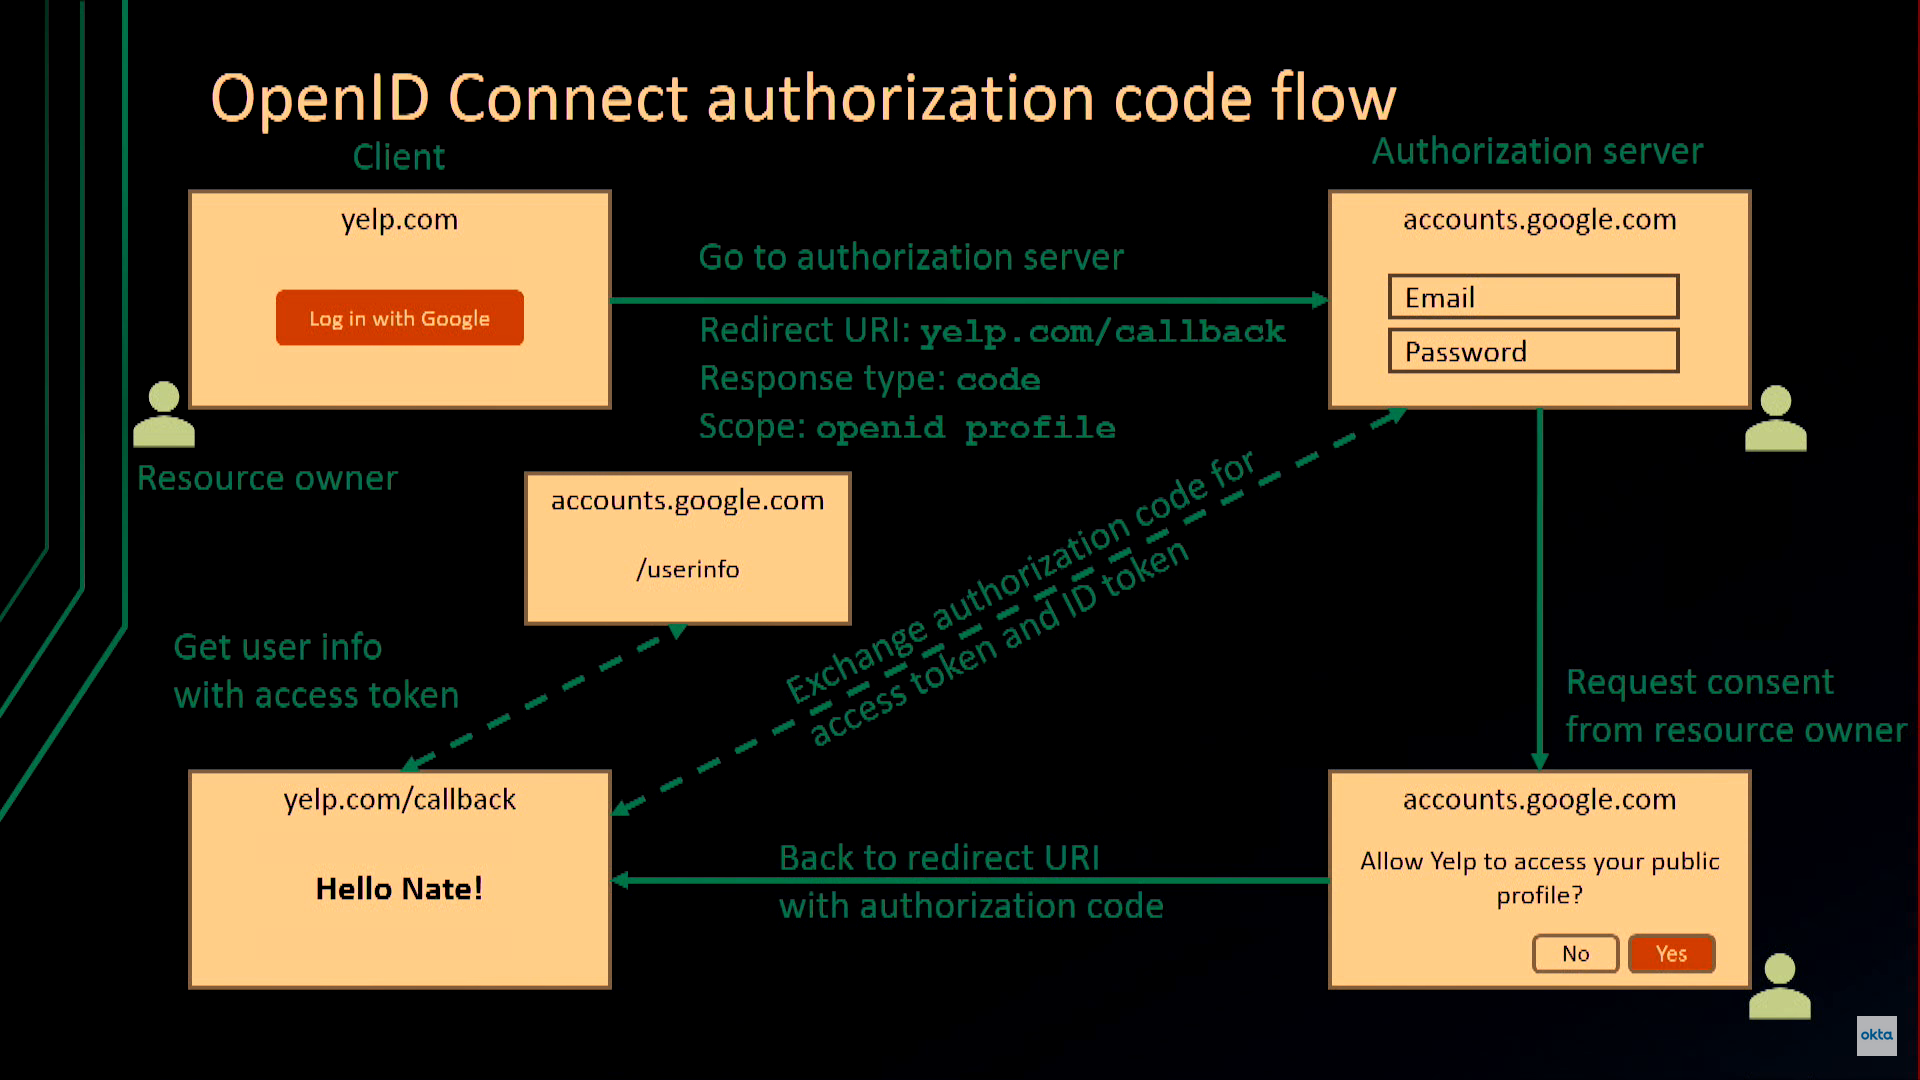 OpenID Connect authorization code flow
Client
Authorization server
yelp.com
Log in with Google
Go to authorization server
Redirect URI: yelp.com/callback
Response type: code
Scope: openid profile
accounts.google.com
Email
Password
Resource owner
accounts.google.com
/userinfo
Exchange authorization code for
access token and ID token
Get user info
with access token
Request consent
from resource owner
yelp.com/callback
Hello Nate!
Back to redirect URI
with authorization code
accounts.google.com
Allow Yelp to access your public
profile?
No
Yes
okta